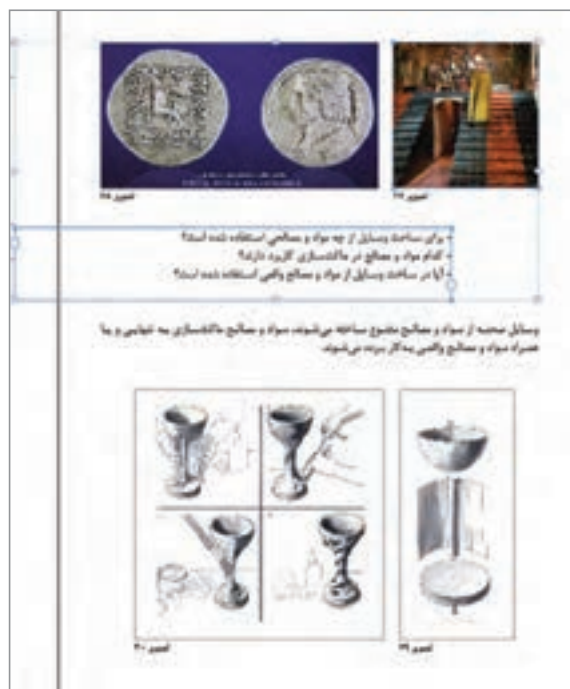 تصویر ۲۷
تصویر ۲۸
• برای ساخت وسایل از چه مواد و مصالحی استفاده شده است؟
• کدام مواد و مصالح در ماکت‌سازی کاربرد دارند؟
• آیا در ساخت وسایل از مواد و مصالح واقعی استفاده شده است؟
وسایل صحنه از مواد و مصالح متنوع ساخته می‌شوند. مواد و مصالح ماکت‌سازی به تنهایی و یا
همراه مواد و مصالح واقعی به‌کار برده می‌شوند.
تصویر ۲۹
تصویر ۳۰